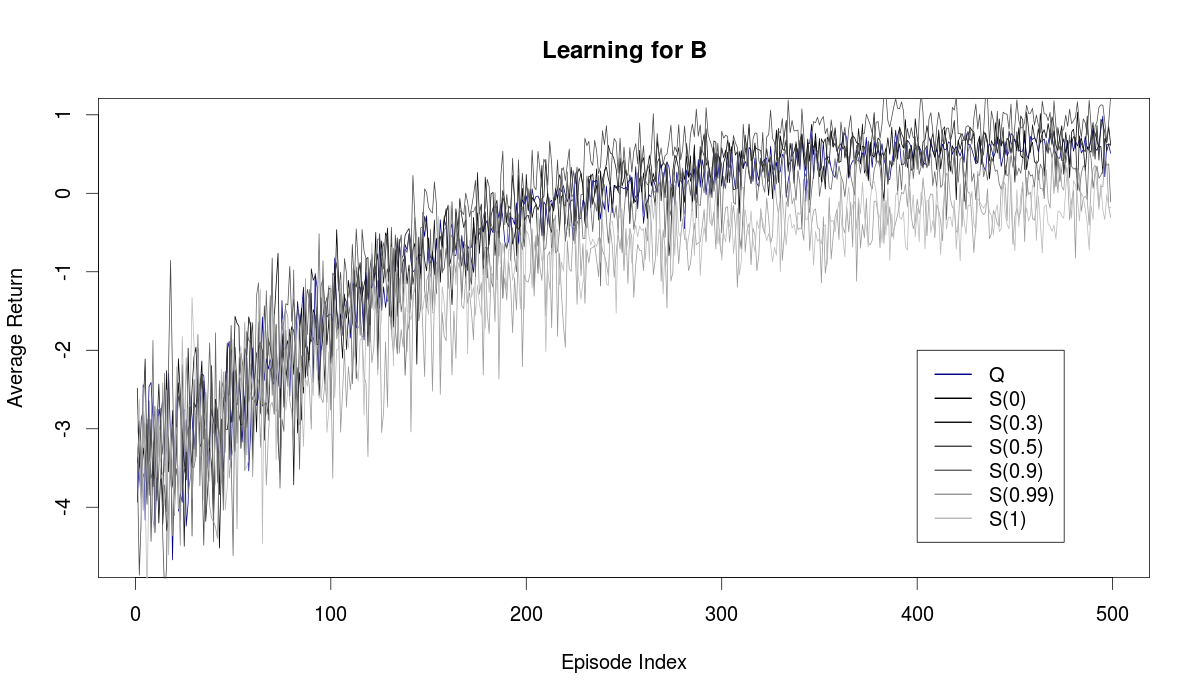 Learning for B
Average Return
1
0
-1
-2
-3
-4
Q
S(0)
S(0.3)
S(0.5)
S(0.9)
S(0.99)
S(1)
0 100 200 300 400 500
Episode Index